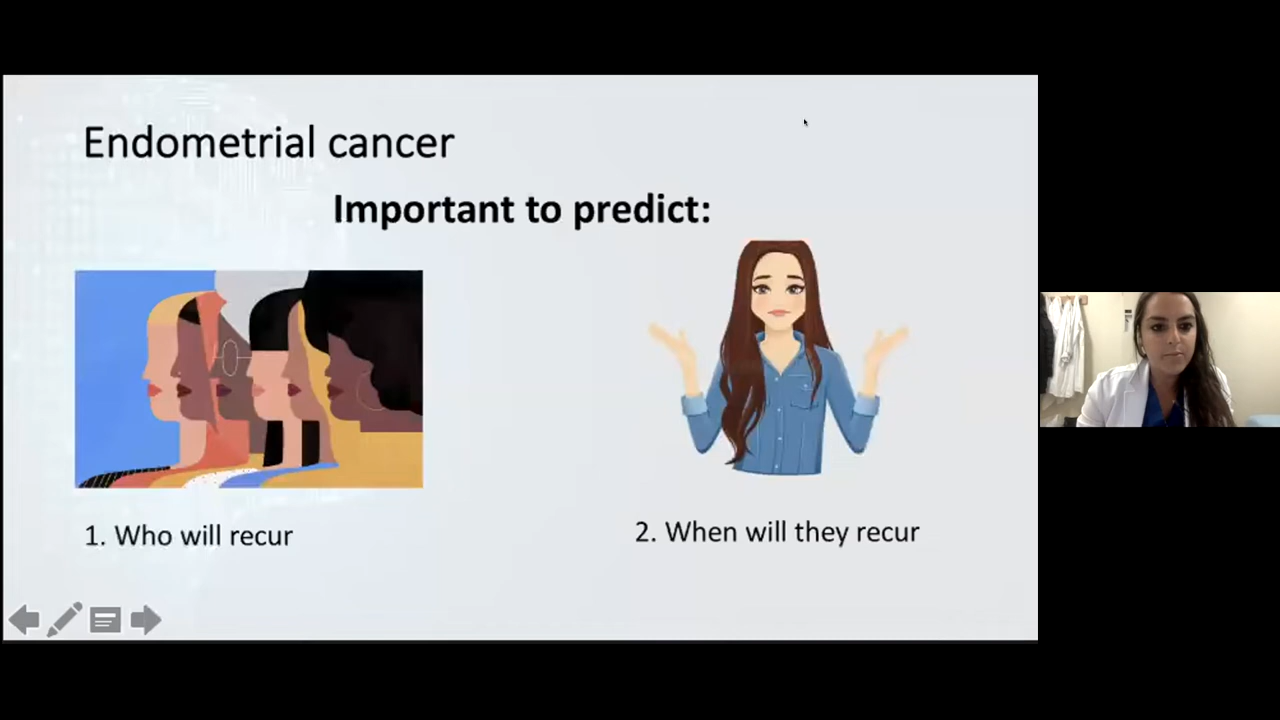 Endometrial cancer
Important to predict:
1. Who will recur
2. When will they recur